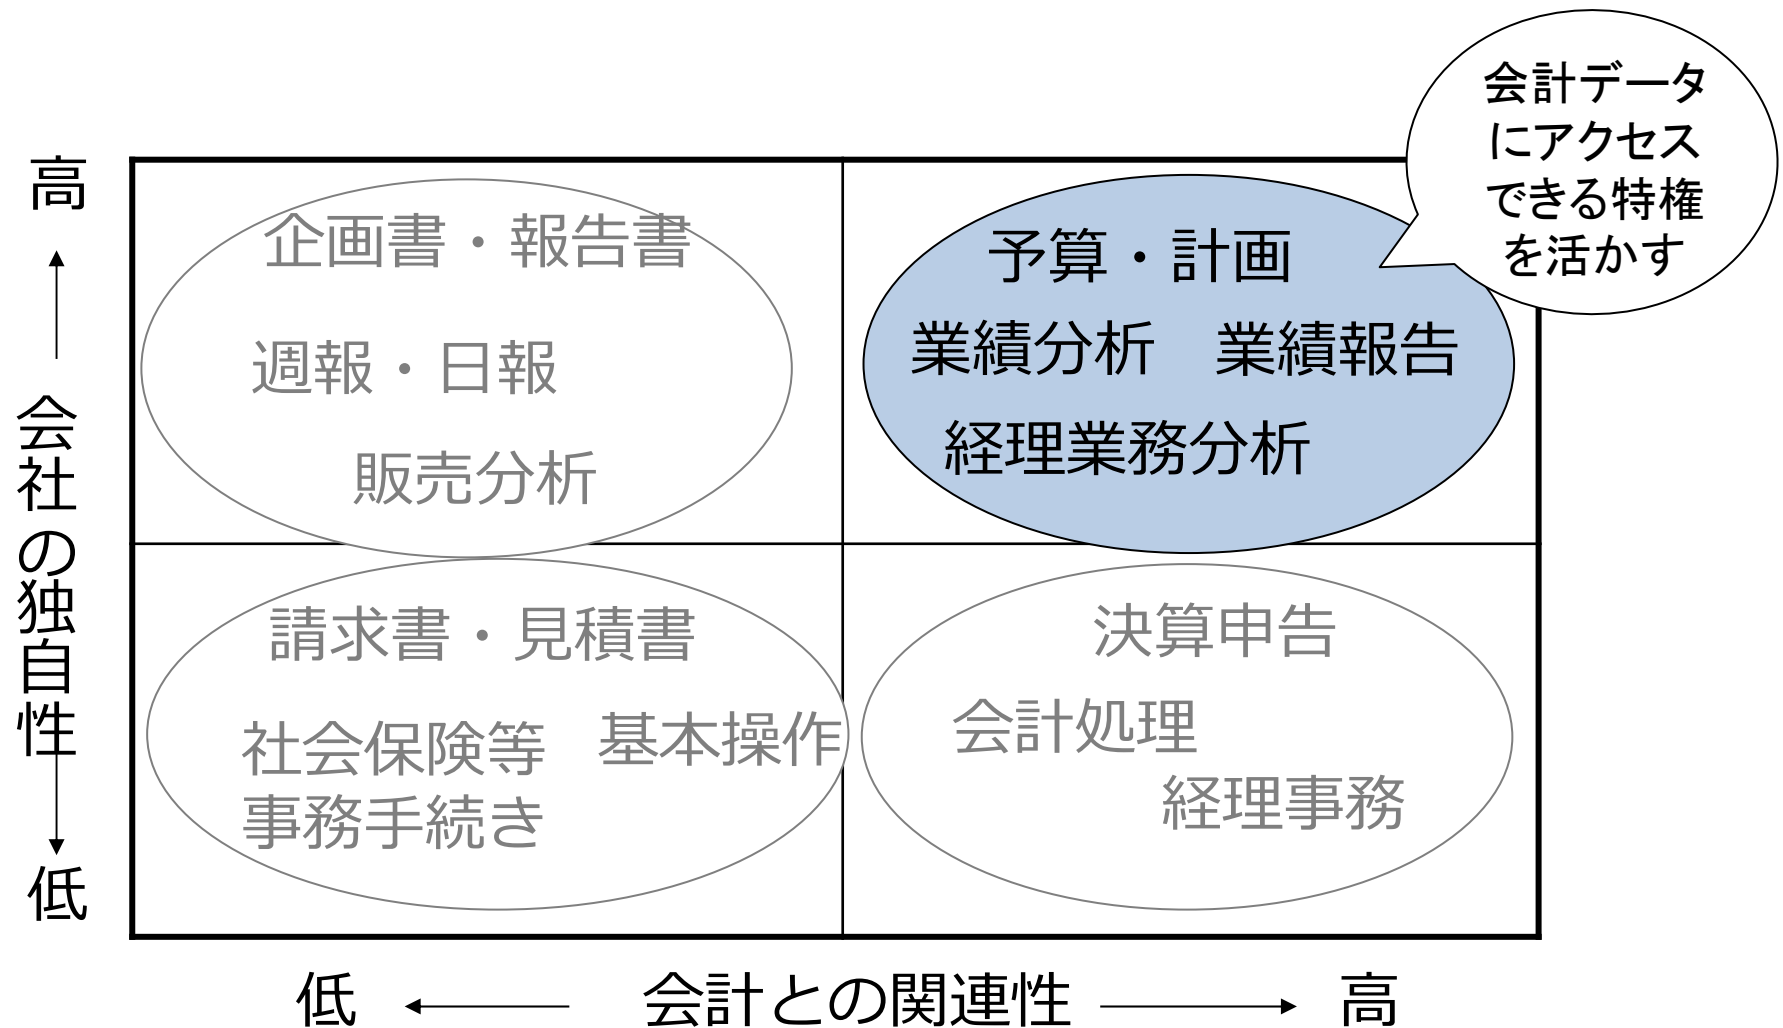 会計データ
にアクセス
できる特権
を活かす
高
会社の独自性
低
企画書・報告書
週報・日報
販売分析
予算・計画
業績分析 業績報告
経理業務分析
請求書・見積書
社会保険等
事務手続き
基本操作
決算申告
会計処理
経理事務
低 会計との関連性 高